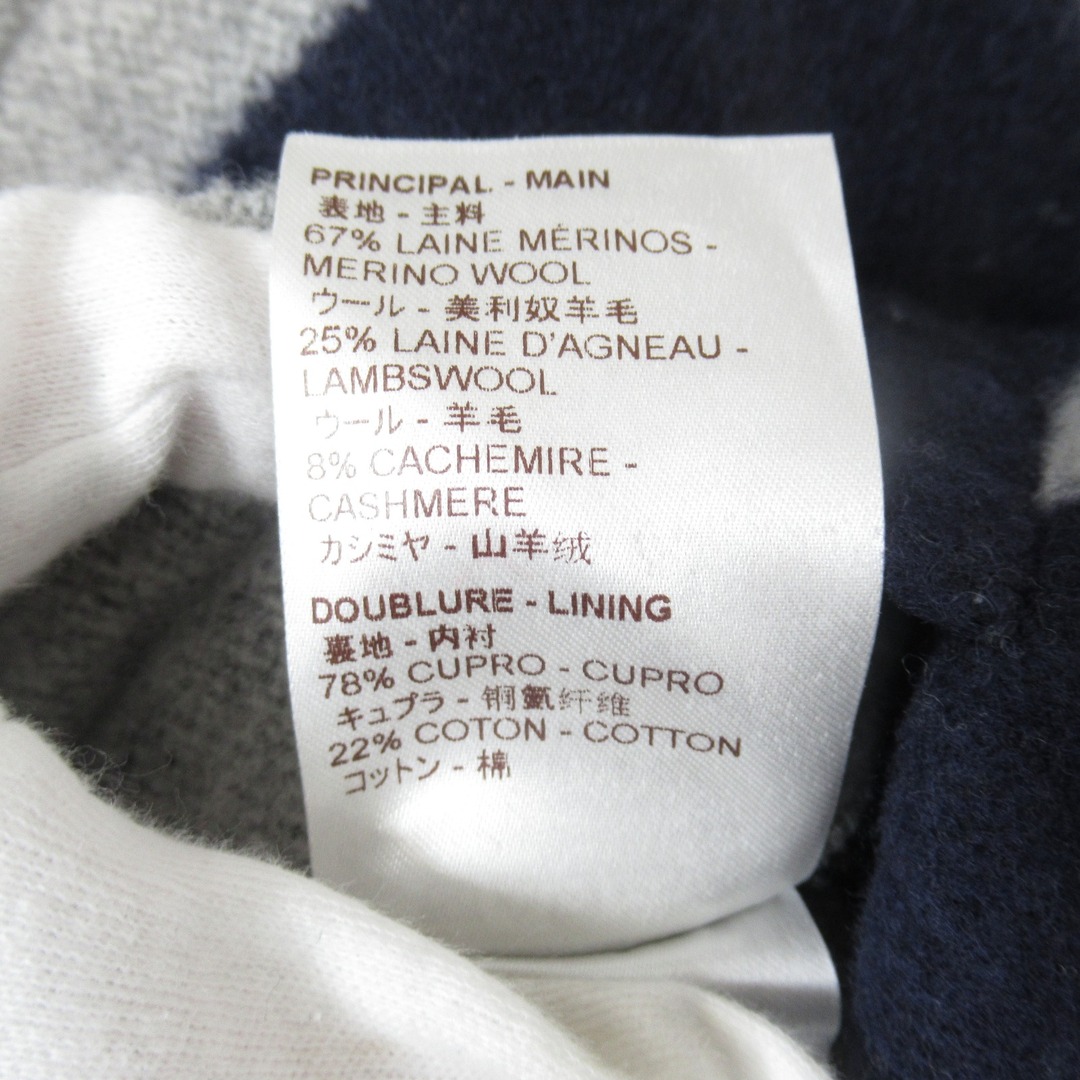 PRINCIPAL - MAIN
表地 - 主料
67% LAINE MÉRINOS -
MERINO WOOL
ウール - 美利奴羊毛
25% LAINE D'AGNEAU -
LAMBSWOOL
ウール - 羊毛
8% CACHEMIRE -
CASHMERE
カシミヤ - 山羊绒
DOUBLURE - LINING
裏地 - 内衬
78% CUPRO - CUPRO
キュプラ - 铜氨纤维
22% COTON - COTTON
コットン - 棉